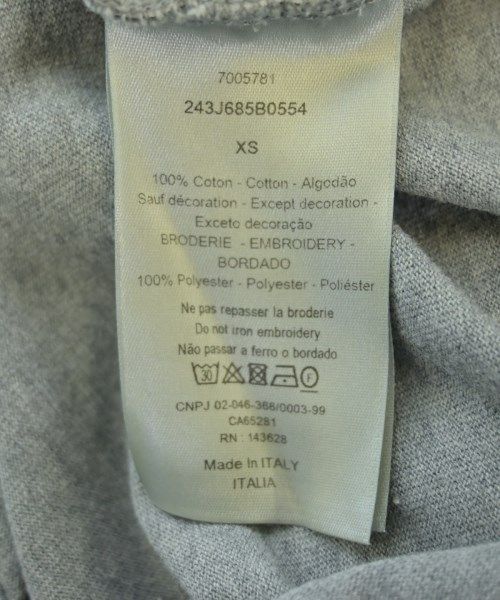 7005781
243J685B0554
XS
100% Coton - Cotton - Algodão
Sauf décoration - Except decoration -
Exceto decoração
BRODERIE - EMBROIDERY -
BORDADO
100% Polyester - Polyester - Poliéster
Ne pas repasser la broderie
Do not iron embroidery
Não passar a ferro o bordado
30 F
CNPJ 02-046-366/0003-99
CA65281
RN : 143628
Made In ITALY
ITALIA